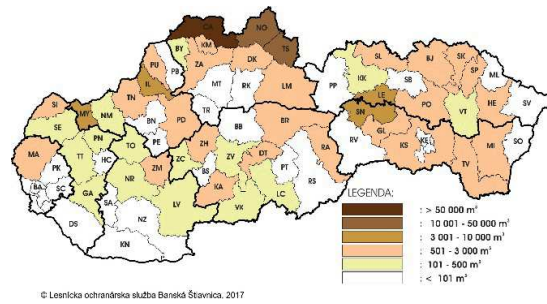 CA
NO
TS
BY
KM
DK
PU
PB
ZA
IL
MT
RK
LM
PP
KK
SL
BJ
SK
SP
ML
SB
LE
PO
VT
HE
SV
SI
MY
NM
TN
BN
PD
TR
BB
BR
SN
GL
RV
KS
KE
SO
SE
PN
PE
TO
ZC
ZH
ZV
DT
RA
TV
MI
MA
PK
TT
HC
NR
ZM
BS
KA
PT
RS
BA
SC
GA
SA
LV
VK
LC
DS
NZ
KN
LEGENDA:
: > 50 000 m³
: 10 001 - 50 000 m³
: 3 001 - 10 000 m³
: 501 - 3 000 m³
: 101 - 500 m³
: < 101 m³
© Lesnícka ochranárska služba Banská Štiavnica, 2017